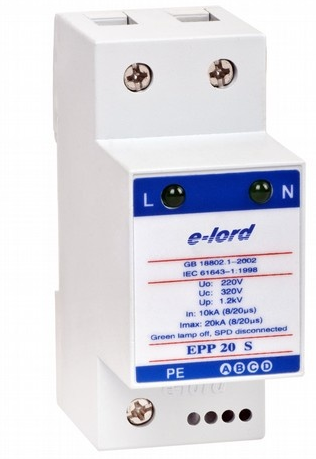 L N
e-lord
GB 18802.1-2002
IEC 61643-1:1998
Uo: 220V
Uc: 320V
Up: 1.2kV
In: 10kA (8/20µs)
Imax: 20kA (8/20µs)
Green lamp off, SPD disconnected
EPP 20 S
PE A B C D
e-lord